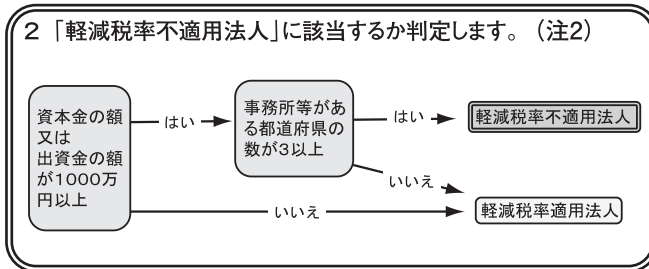 2 「軽減税率不適用法人」に該当するか判定します。(注2)
資本金の額
又は
出資金の額
が1000万
円以上
はい
事務所等があ
る都道府県の
数が3以上
はい
軽減税率不適用法人
いいえ
いいえ
軽減税率適用法人